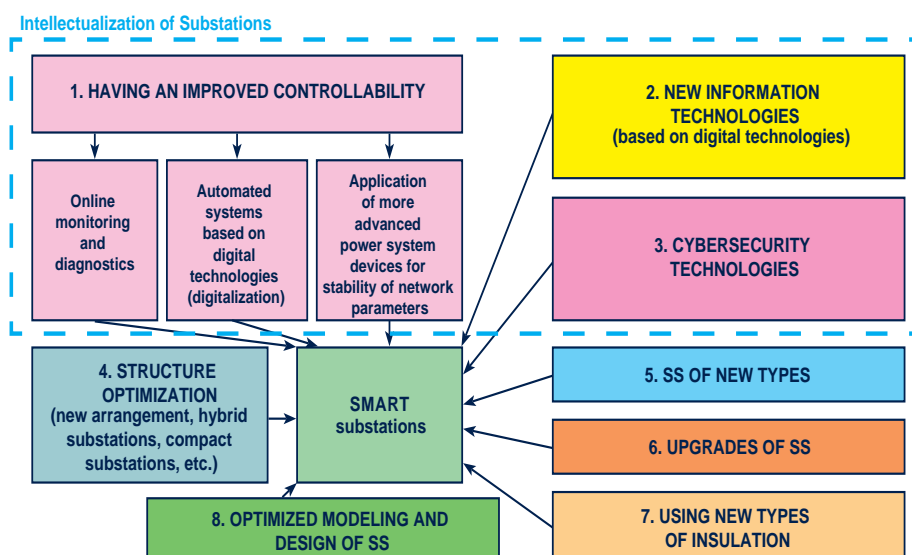 Intellectualization of Substations
1. HAVING AN IMPROVED CONTROLLABILITY
Online
monitoring
and
diagnostics
Automated
systems
based on
digital
technologies
(digitalization)
Application
of more
advanced
power system
devices for
stability of network
parameters
2. NEW INFORMATION
TECHNOLOGIES
(based on digital technologies)
3. CYBERSECURITY
TECHNOLOGIES
4. STRUCTURE
OPTIMIZATION
(new arrangement, hybrid
substations, compact
substations, etc.)
SMART
substations
5. SS OF NEW TYPES
6. UPGRADES OF SS
8. OPTIMIZED MODELING AND
DESIGN OF SS
7. USING NEW TYPES
OF INSULATION